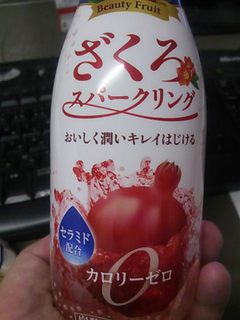 Beauty Fruit
ざくろ
スパークリング
おいしく潤いキレイはじける
セラミド
配合
0
カロリーゼロ